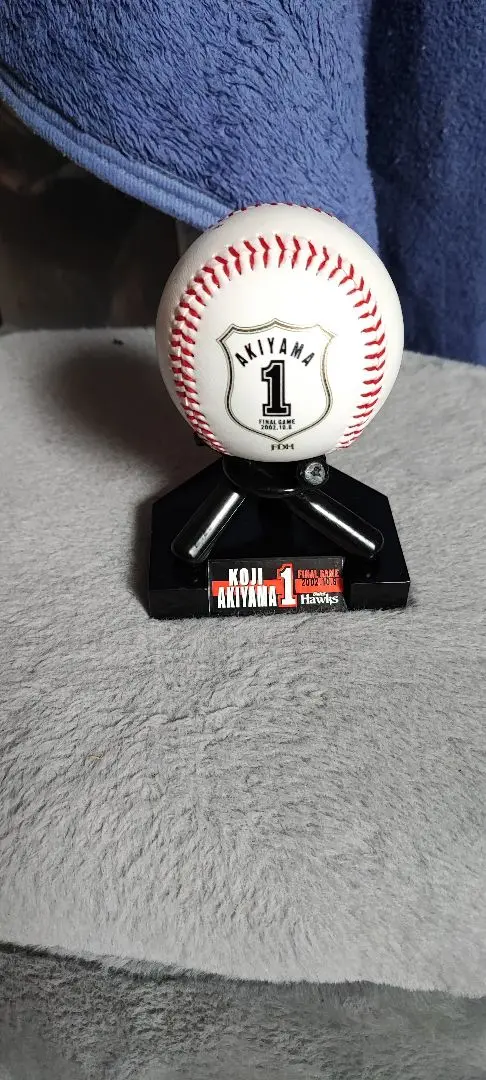 AKIYAMA
1
FINAL GAME
2002.10.6
FDH
KOJI
AKIYAMA
1
FINAL GAME
2002.10.6
Hawks